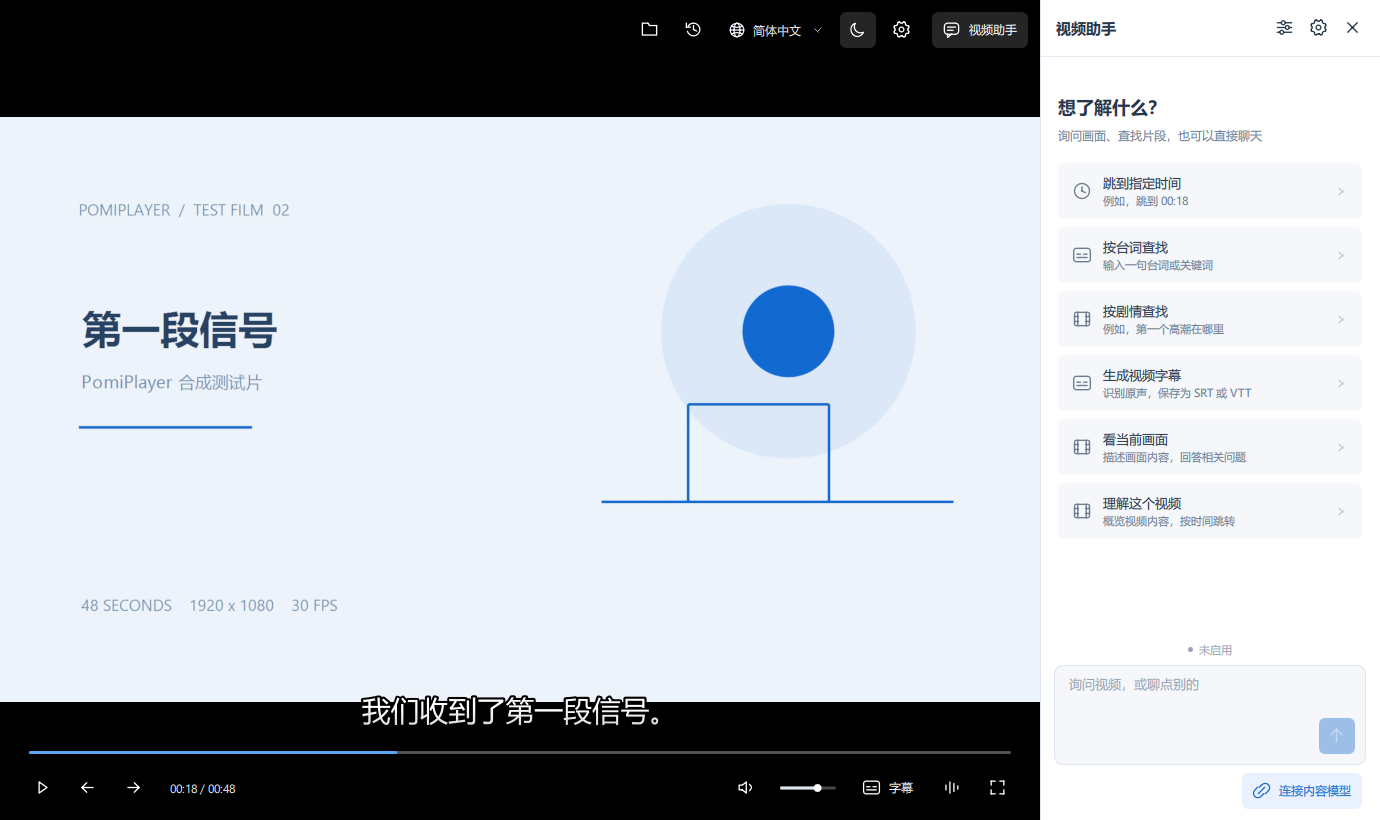 简体中文
视频助手
POMIPLAYER / TEST FILM 02
第一段信号
PomiPlayer 合成测试片
48 SECONDS 1920 x 1080 30 FPS
我们收到了第一段信号。
00:18 / 00:48
字幕
视频助手
想了解什么?
询问画面、查找片段，也可以直接聊天
跳到指定时间
例如，跳到 00:18
按台词查找
输入一句台词或关键词
按剧情查找
例如，第一个高潮在哪里
生成视频字幕
识别原声，保存为 SRT 或 VTT
看当前画面
描述画面内容，回答相关问题
理解这个视频
概览视频内容，按时间跳转
未启用
询问视频，或聊点别的
连接内容模型